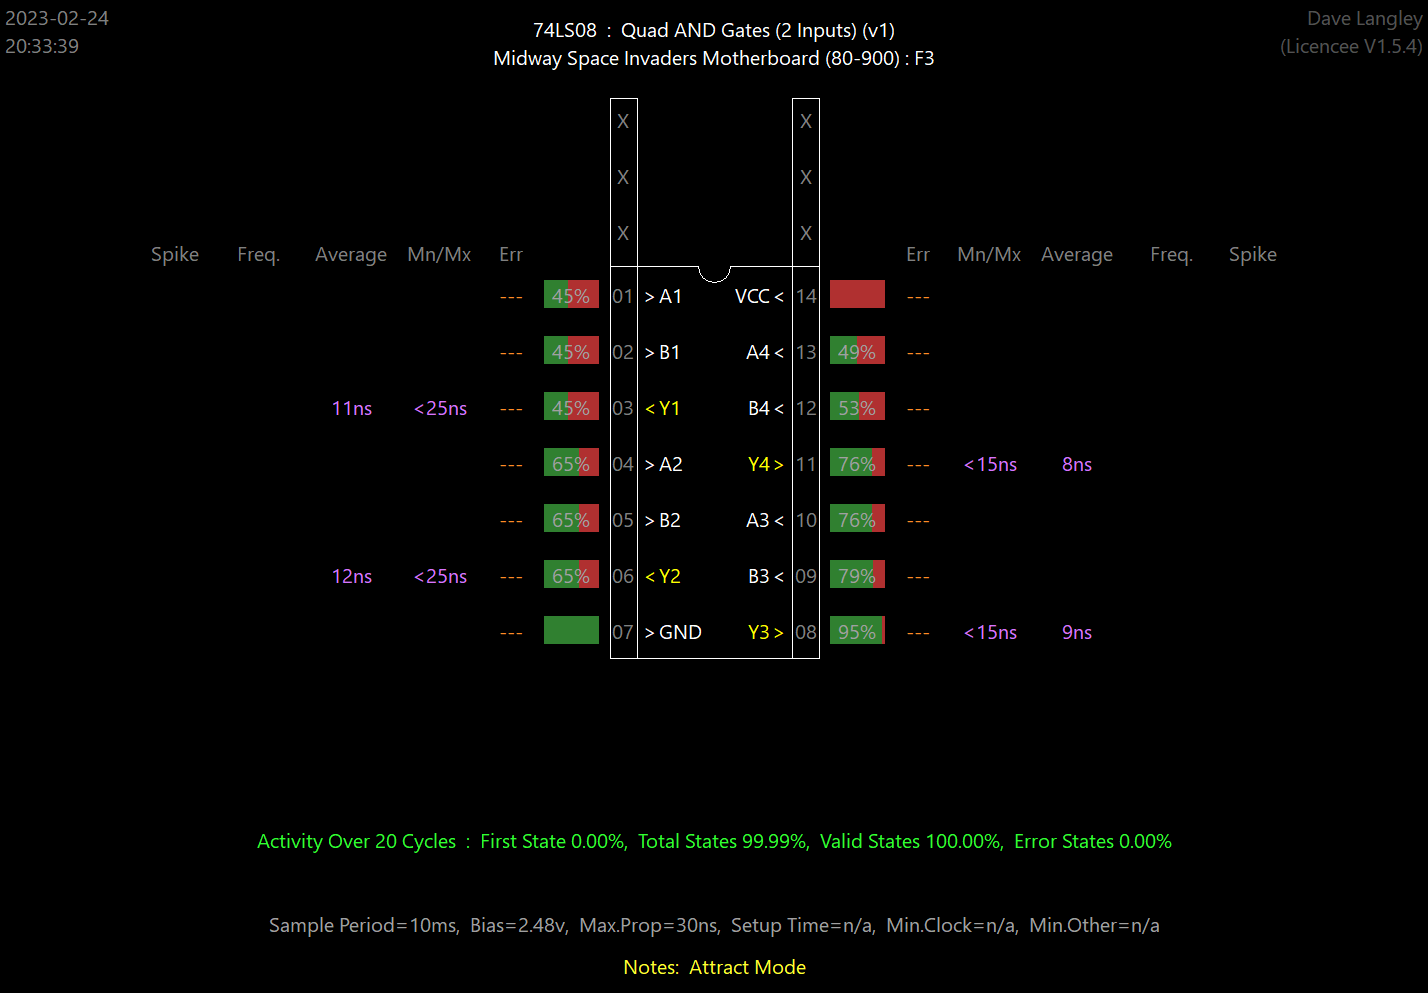 2023-02-24
20:33:39
74LS08 : Quad AND Gates (2 Inputs) (v1)
Midway Space Invaders Motherboard (80-900) : F3
Dave Langley
(Licencee V1.5.4)
X X
X X
X X
Spike Freq. Average Mn/Mx Err Err Mn/Mx Average Freq. Spike
--- 45% 01 > A1 VCC < 14 ---
--- 45% 02 > B1 A4 < 13 49% ---
11ns <25ns --- 45% 03 < Y1 B4 < 12 53% ---
--- 65% 04 > A2 Y4 > 11 76% --- <15ns 8ns
--- 65% 05 > B2 A3 < 10 76% ---
12ns <25ns --- 65% 06 < Y2 B3 < 09 79% ---
--- 07 > GND Y3 > 08 95% --- <15ns 9ns
Activity Over 20 Cycles : First State 0.00%, Total States 99.99%, Valid States 100.00%, Error States 0.00%
Sample Period=10ms, Bias=2.48v, Max.Prop=30ns, Setup Time=n/a, Min.Clock=n/a, Min.Other=n/a
Notes: Attract Mode